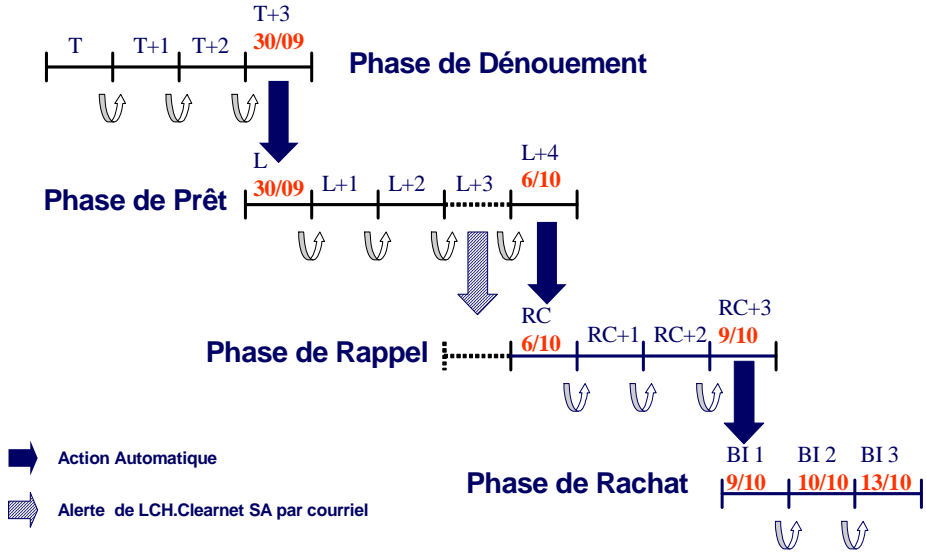 T+3
T T+1 T+2 30/09
Phase de Dénouement
L L+4
30/09 L+1 L+2 L+3 6/10
Phase de Prêt
RC RC+3
6/10 RC+1 RC+2 9/10
Phase de Rappel
Action Automatique
BI 1 BI 2 BI 3
9/10 10/10 13/10
Phase de Rachat
Alerte de LCH.Clearnet SA par courriel